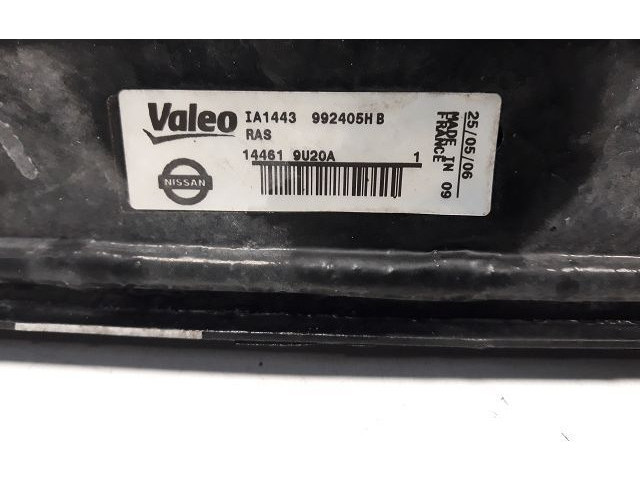 Valeo IA1443 992405H B
RAS
14461 9U20A 1
NISSAN
25/05/06
MADE IN 09
FRANCE